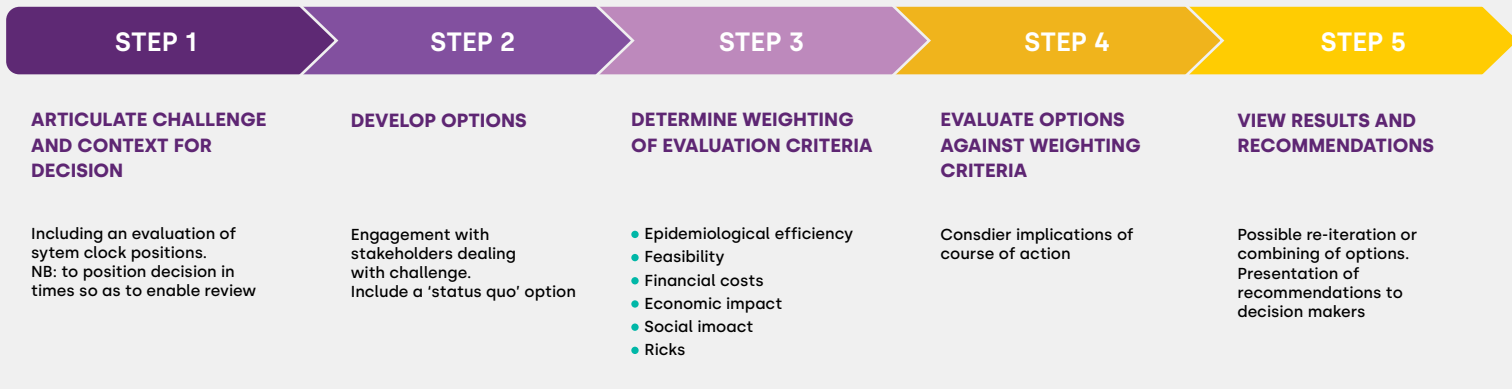 STEP 1
STEP 2
STEP 3
STEP 4
STEP 5
ARTICULATE CHALLENGE
AND CONTEXT FOR
DECISION
Including an evaluation of
sytem clock positions.
NB: to position decision in
times so as to enable review
DEVELOP OPTIONS
Engagement with
stakeholders dealing
with challenge.
Include a ‘status quo’ option
DETERMINE WEIGHTING
OF EVALUATION CRITERIA
• Epidemiological efficiency
• Feasibility
• Financial costs
• Economic impact
• Social imoact
• Ricks
EVALUATE OPTIONS
AGAINST WEIGHTING
CRITERIA
Consdier implications of
course of action
VIEW RESULTS AND
RECOMMENDATIONS
Possible re-iteration or
combining of options.
Presentation of
recommendations to
decision makers